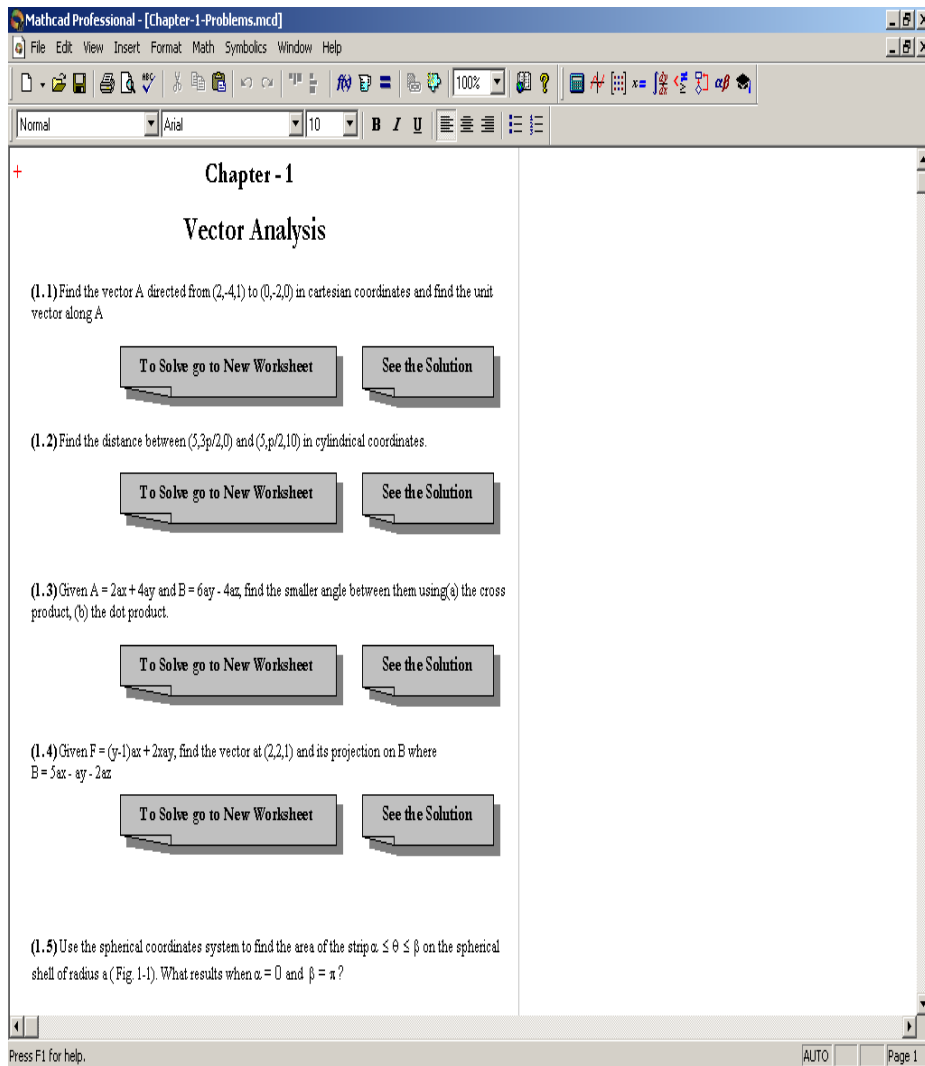 Mathcad Professional - [Chapter-1-Problems.mcd]
File Edit View Insert Format Math Symbolics Window Help
100%
Normal Arial 10 B I U
Chapter - 1
Vector Analysis
(1.1) Find the vector A directed from (2,-4,1) to (0,-2,0) in cartesian coordinates and find the unit
vector along A
To Solve go to New Worksheet See the Solution
(1.2) Find the distance between (5,3p/2,0) and (5,p/2,10) in cylindrical coordinates.
To Solve go to New Worksheet See the Solution
(1.3) Given A = 2ax + 4ay and B = 6ay - 4az, find the smaller angle between them using(a) the cross
product, (b) the dot product.
To Solve go to New Worksheet See the Solution
(1.4) Given F = (y-1)ax + 2xay, find the vector at (2,2,1) and its projection on B where
B = 5ax - ay - 2az
To Solve go to New Worksheet See the Solution
(1.5) Use the spherical coordinates system to find the area of the strip α ≤ θ ≤ β on the spherical
shell of radius a ( Fig. 1-1). What results when α = 0 and β = π ?
Press F1 for help. AUTO Page 1